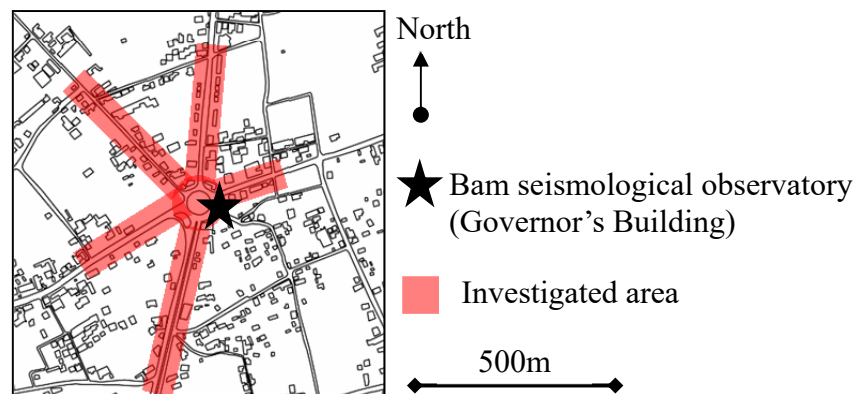 North
Bam seismological observatory
(Governor's Building)
Investigated area
500m